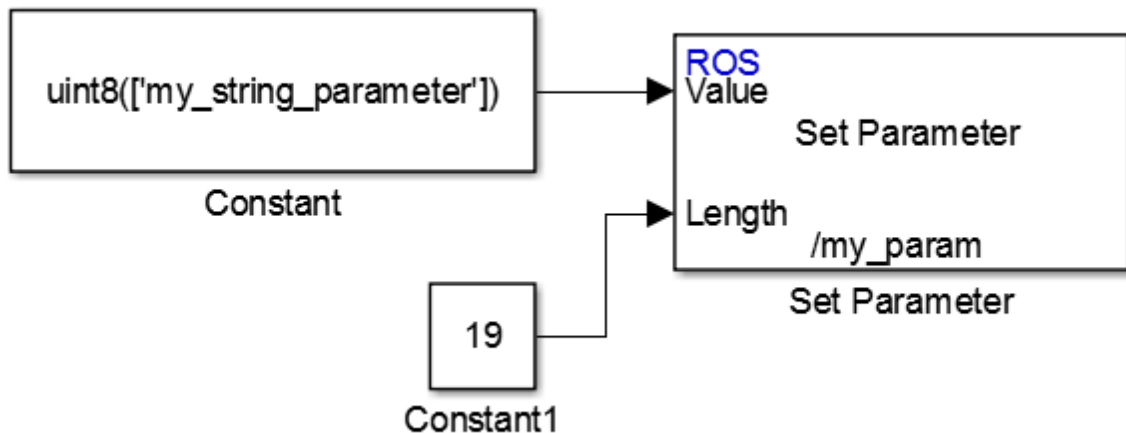 uint8(['my_string_parameter'])
Constant
ROS
Value
Set Parameter
Length
/my_param
Set Parameter
19
Constant1